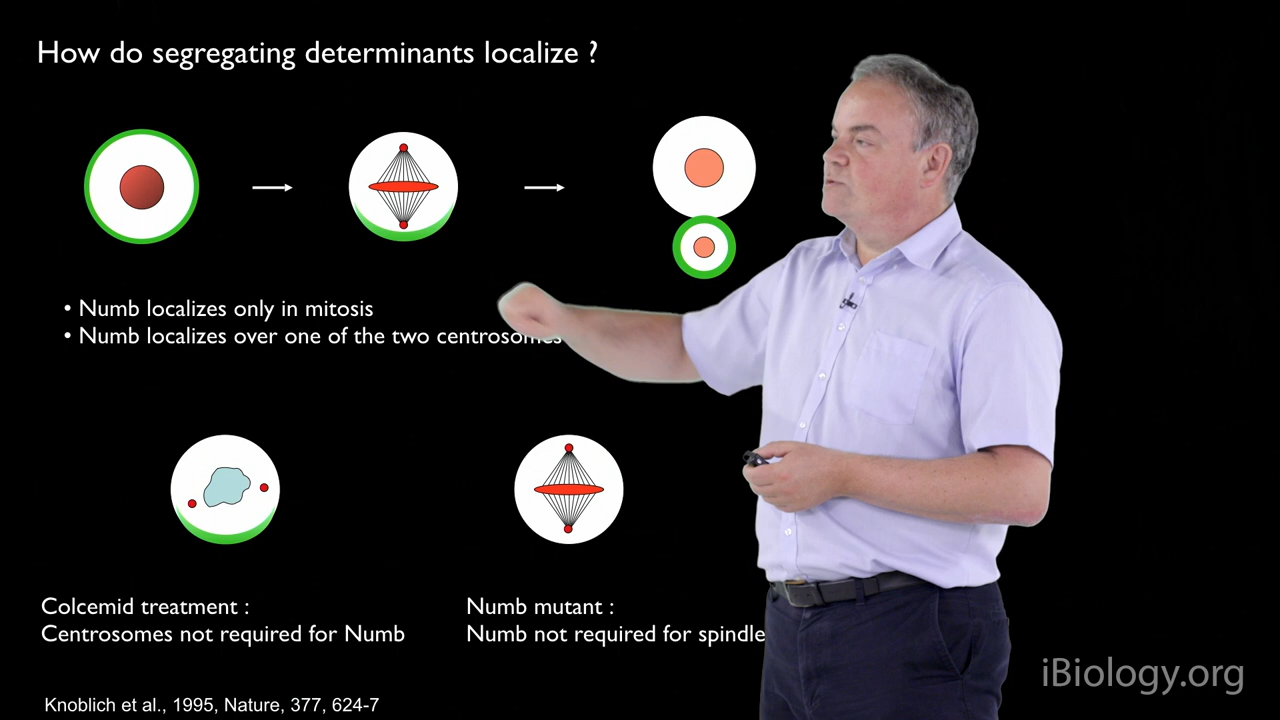 How do segregating determinants localize ?
• Numb localizes only in mitosis
• Numb localizes over one of the two centrosomes
Colcemid treatment :
Centrosomes not required for Numb
Numb mutant :
Numb not required for spindle
iBiology.org
Knoblich et al., 1995, Nature, 377, 624-7